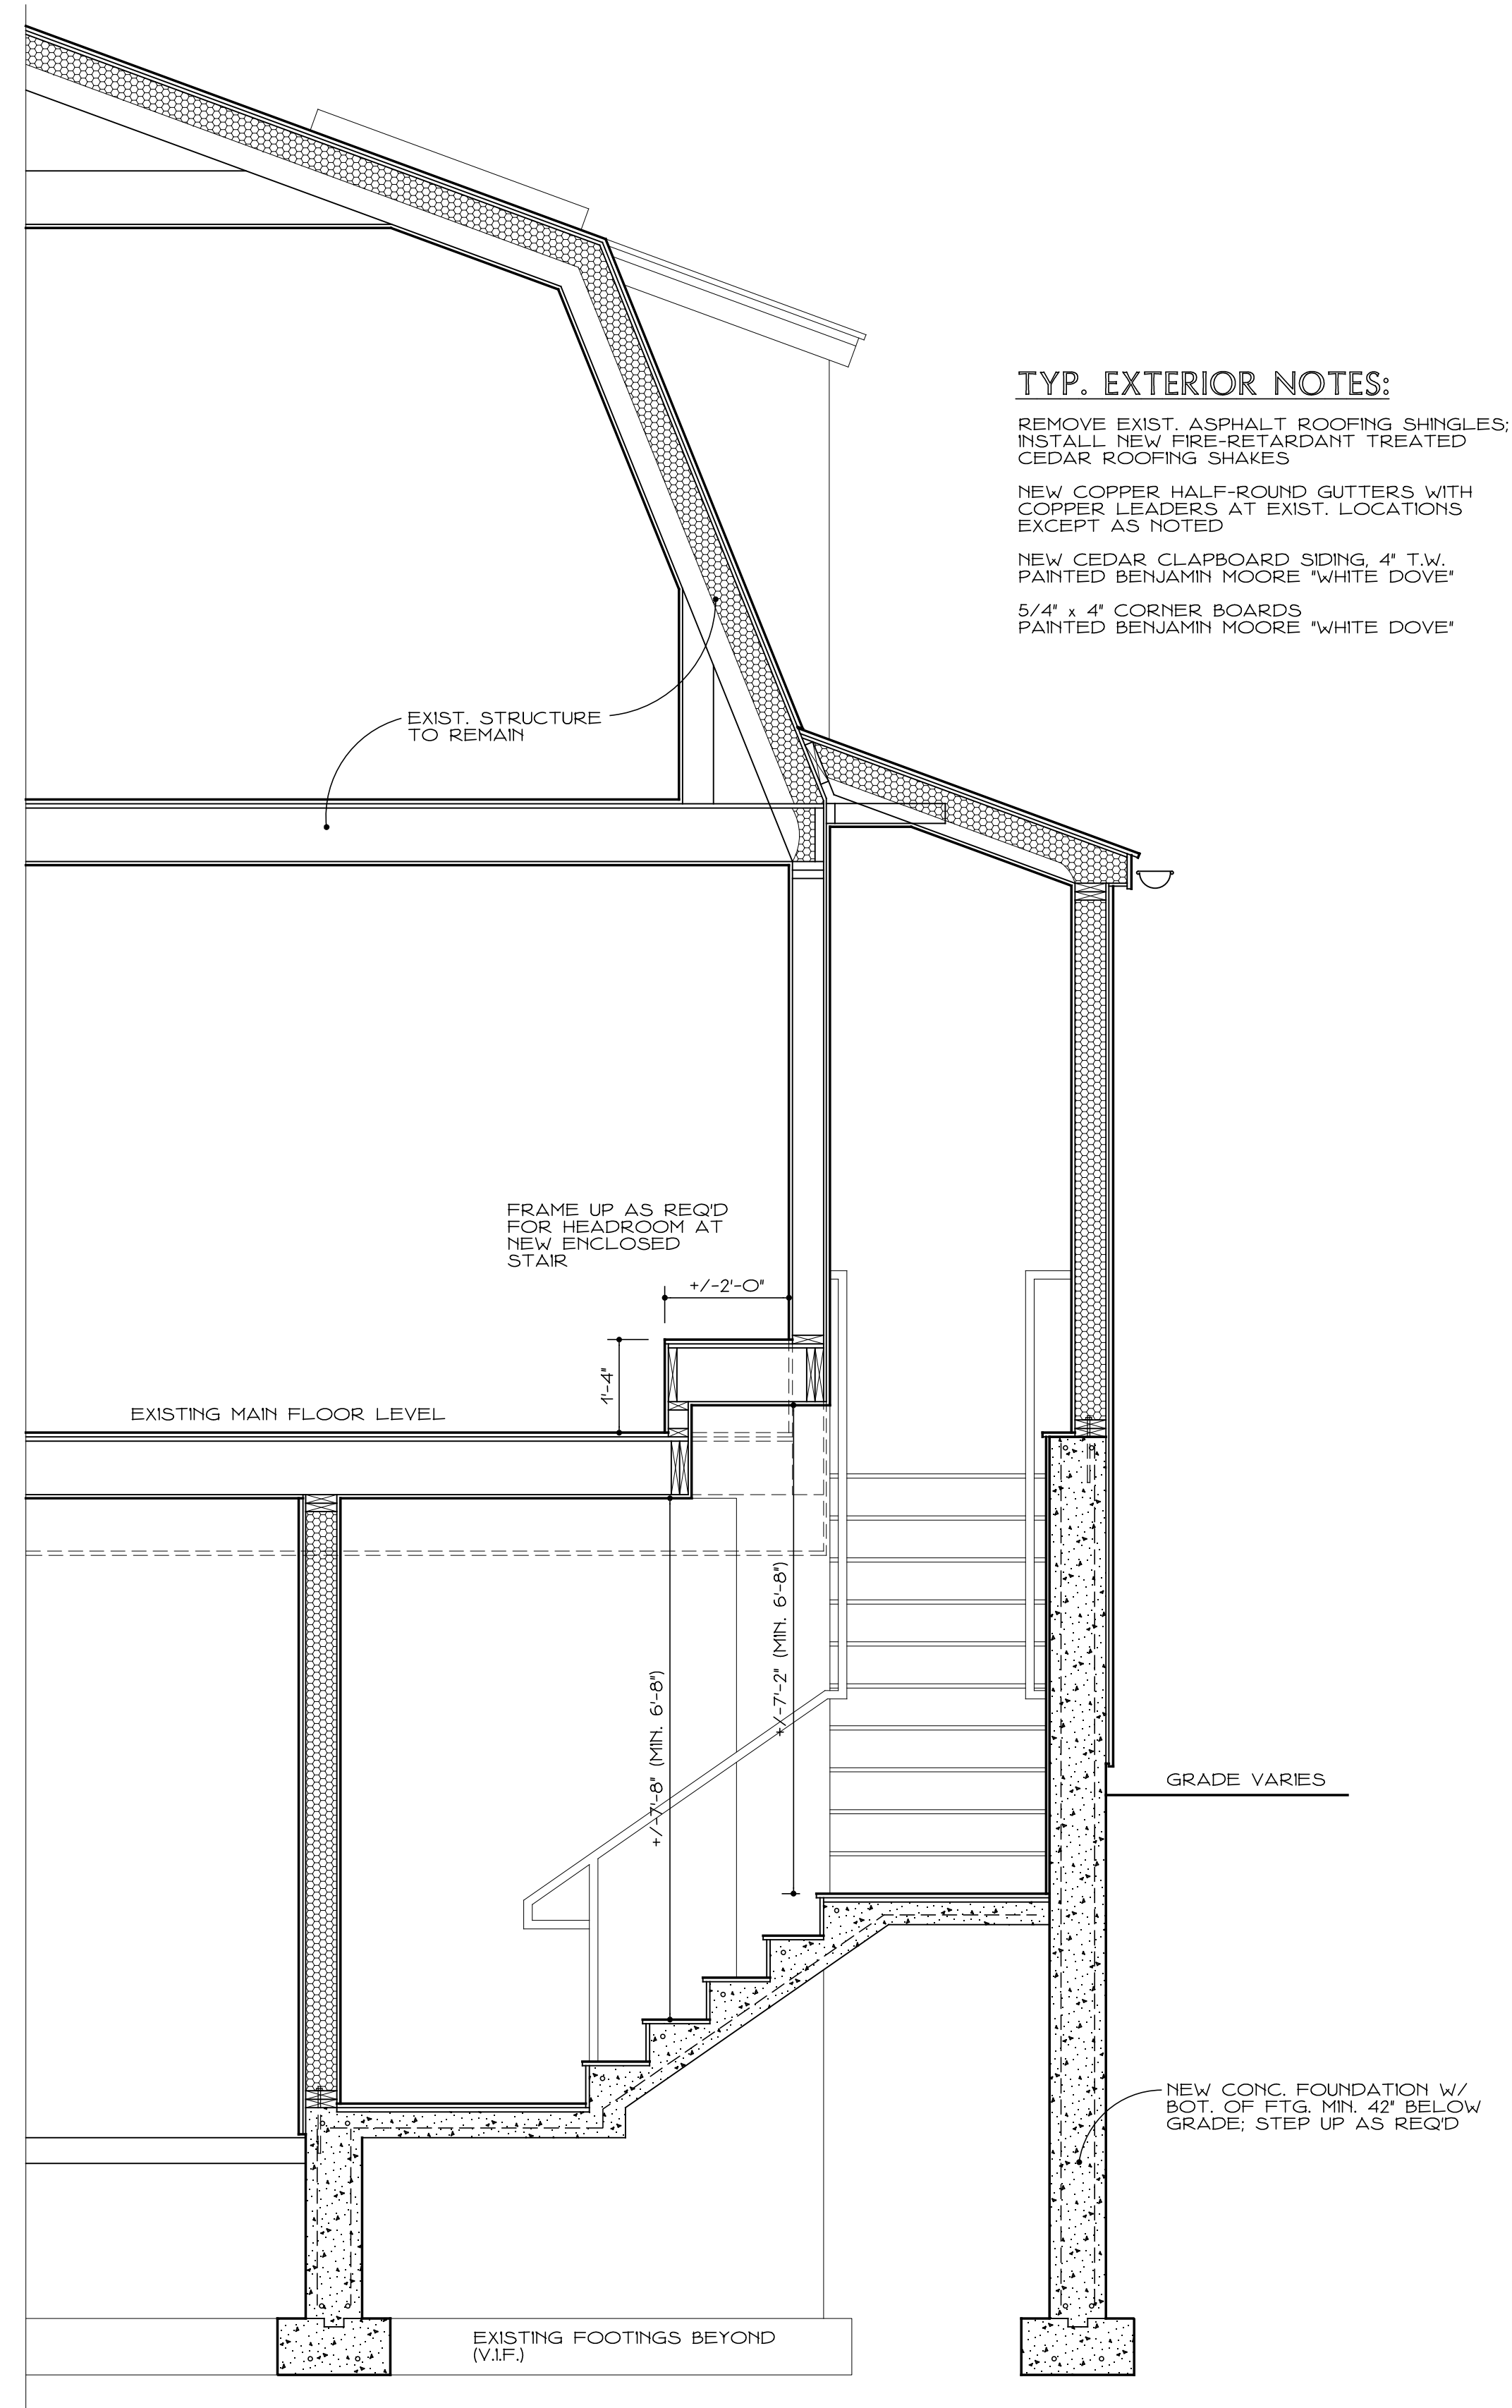 TYP. EXTERIOR NOTES:
REMOVE EXIST. ASPHALT ROOFING SHINGLES;
INSTALL NEW FIRE-RETARDANT TREATED
CEDAR ROOFING SHAKES
NEW COPPER HALF-ROUND GUTTERS WITH
COPPER LEADERS AT EXIST. LOCATIONS
EXCEPT AS NOTED
NEW CEDAR CLAPBOARD SIDING, 4" T.W.
PAINTED BENJAMIN MOORE "WHITE DOVE"
5/4" x 4" CORNER BOARDS
PAINTED BENJAMIN MOORE "WHITE DOVE"
EXIST. STRUCTURE
TO REMAIN
FRAME UP AS REQ'D
FOR HEADROOM AT
NEW ENCLOSED
STAIR
+/-2'-0"
1'-4"
EXISTING MAIN FLOOR LEVEL
+/-7'-8" (MIN. 6'-8")
+/-7'-2" (MIN. 6'-8")
GRADE VARIES
NEW CONC. FOUNDATION W/
BOT. OF FTG. MIN. 42" BELOW
GRADE; STEP UP AS REQ'D
EXISTING FOOTINGS BEYOND
(V.I.F.)